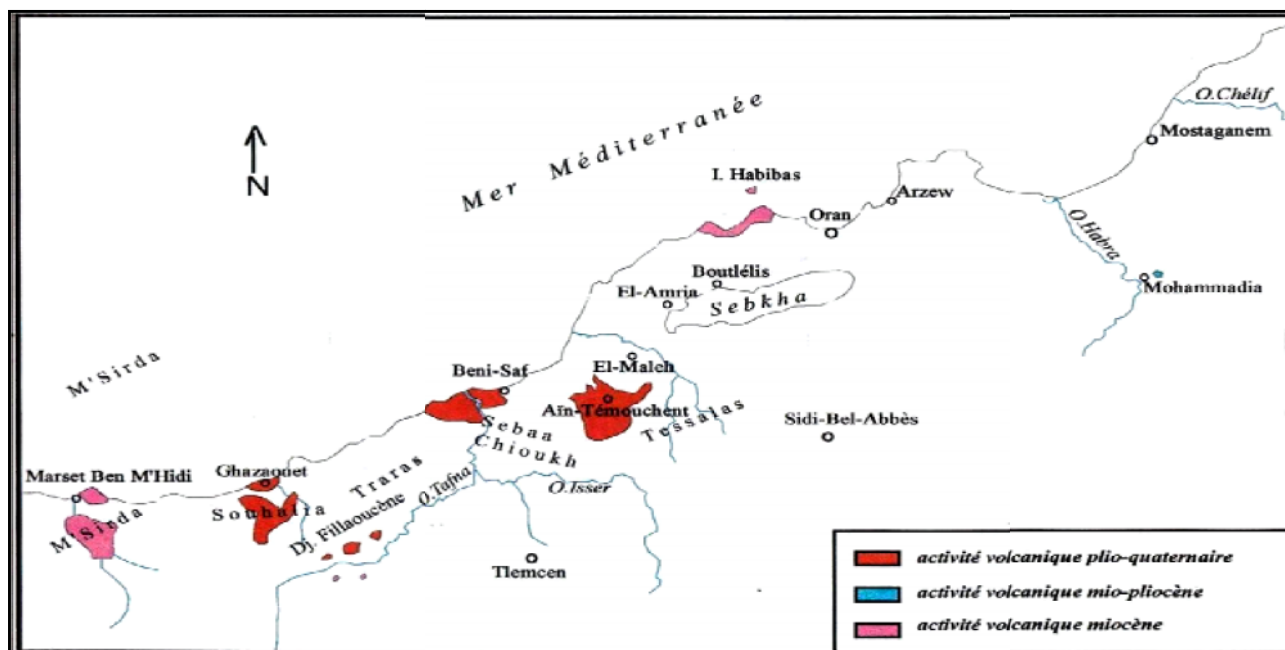 O.Chélif
Mostaganem
Mer Méditerranée
N
I. Habibas
Arzew
Oran
O.Habra
Boutlélis
El-Amria
Sebkha
Mohammadia
M'Sirda
Beni-Saf
El-Malch
Aïn-Témouchent
Sebaa
Chioukh
Tessalas
Sidi-Bel-Abbès
Marset Ben M'Hidi
Ghazaouet
Traras
O.Tafna
O.Isser
Souhalia
M'Sirda
Dj. Fillaoucène
Tlemcen
activité volcanique plio-quaternaire
activité volcanique mio-pliocène
activité volcanique miocène